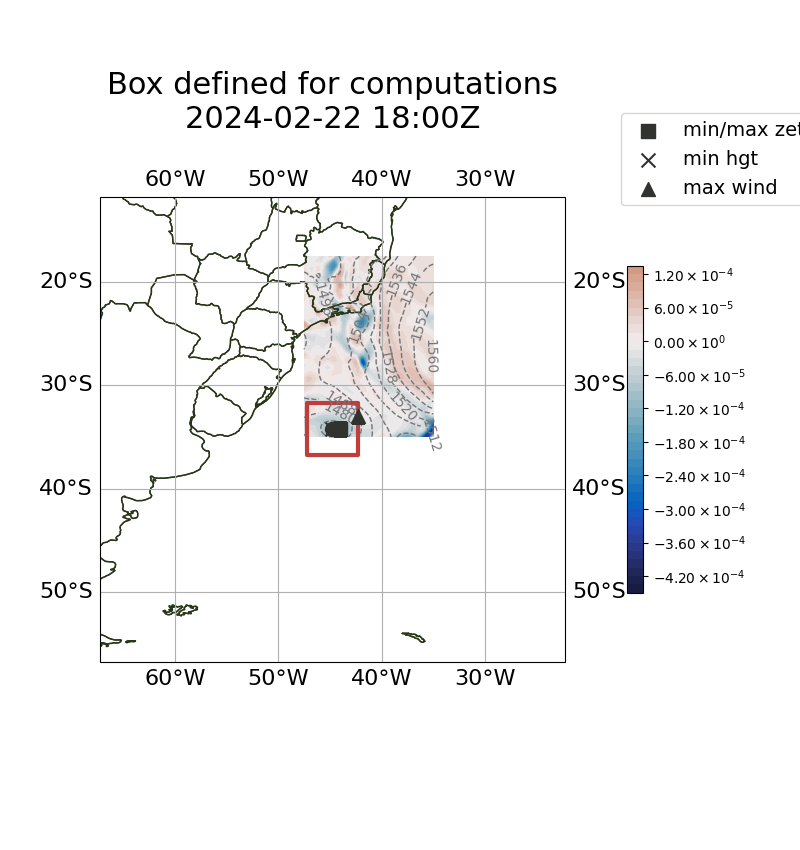 Box defined for computations
2024-02-22 18:00Z
min/max zet
min hgt
max wind
60°W 50°W 40°W 30°W
20°S 20°S
30°S 30°S
40°S 40°S
50°S 50°S
60°W 50°W 40°W 30°W
1536
1544
1552
1560
1528
1520
512
1.20 × 10⁻⁴
6.00 × 10⁻⁵
0.00 × 10⁰
−6.00 × 10⁻⁵
−1.20 × 10⁻⁴
−1.80 × 10⁻⁴
−2.40 × 10⁻⁴
−3.00 × 10⁻⁴
−3.60 × 10⁻⁴
−4.20 × 10⁻⁴